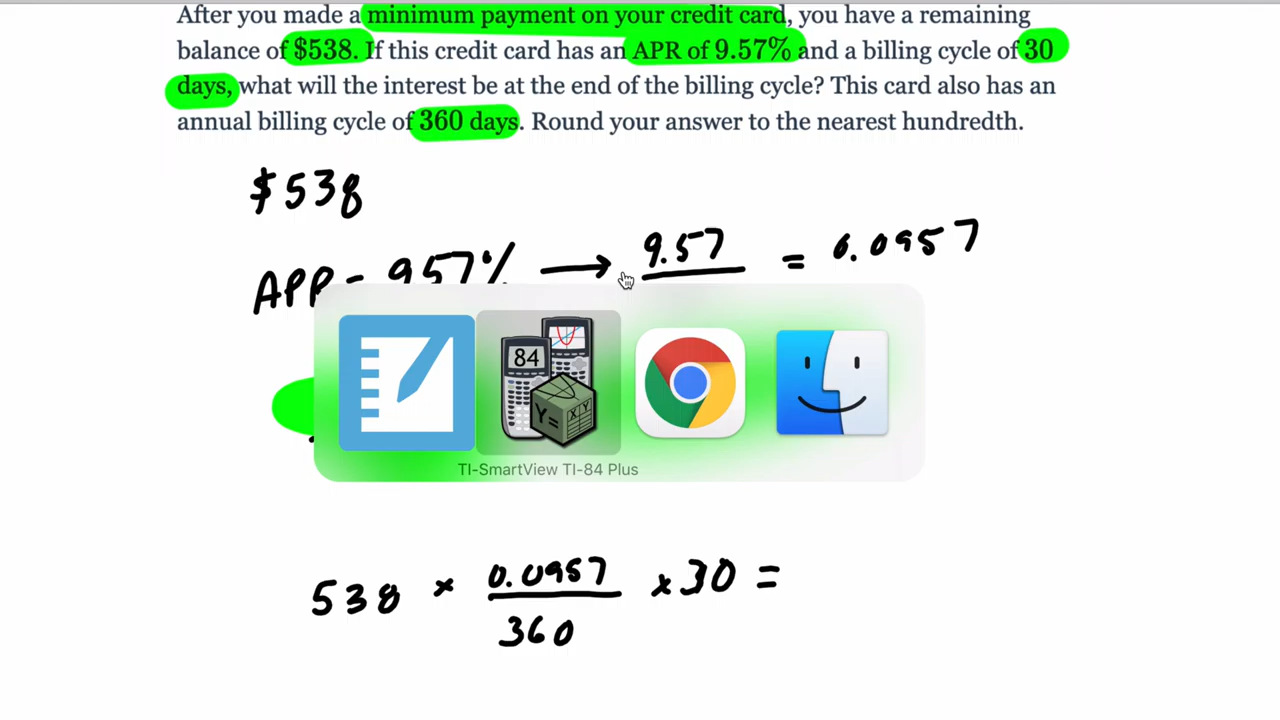 After you made a minimum payment on your credit card, you have a remaining
balance of $538. If this credit card has an APR of 9.57% and a billing cycle of 30
days, what will the interest be at the end of the billing cycle? This card also has an
annual billing cycle of 360 days. Round your answer to the nearest hundredth.
$538
APR = 9.57% → 9.57 = 0.0957
84
Y=
X Y
TI-SmartView TI-84 Plus
538 × 0.0957 × 30 =
360